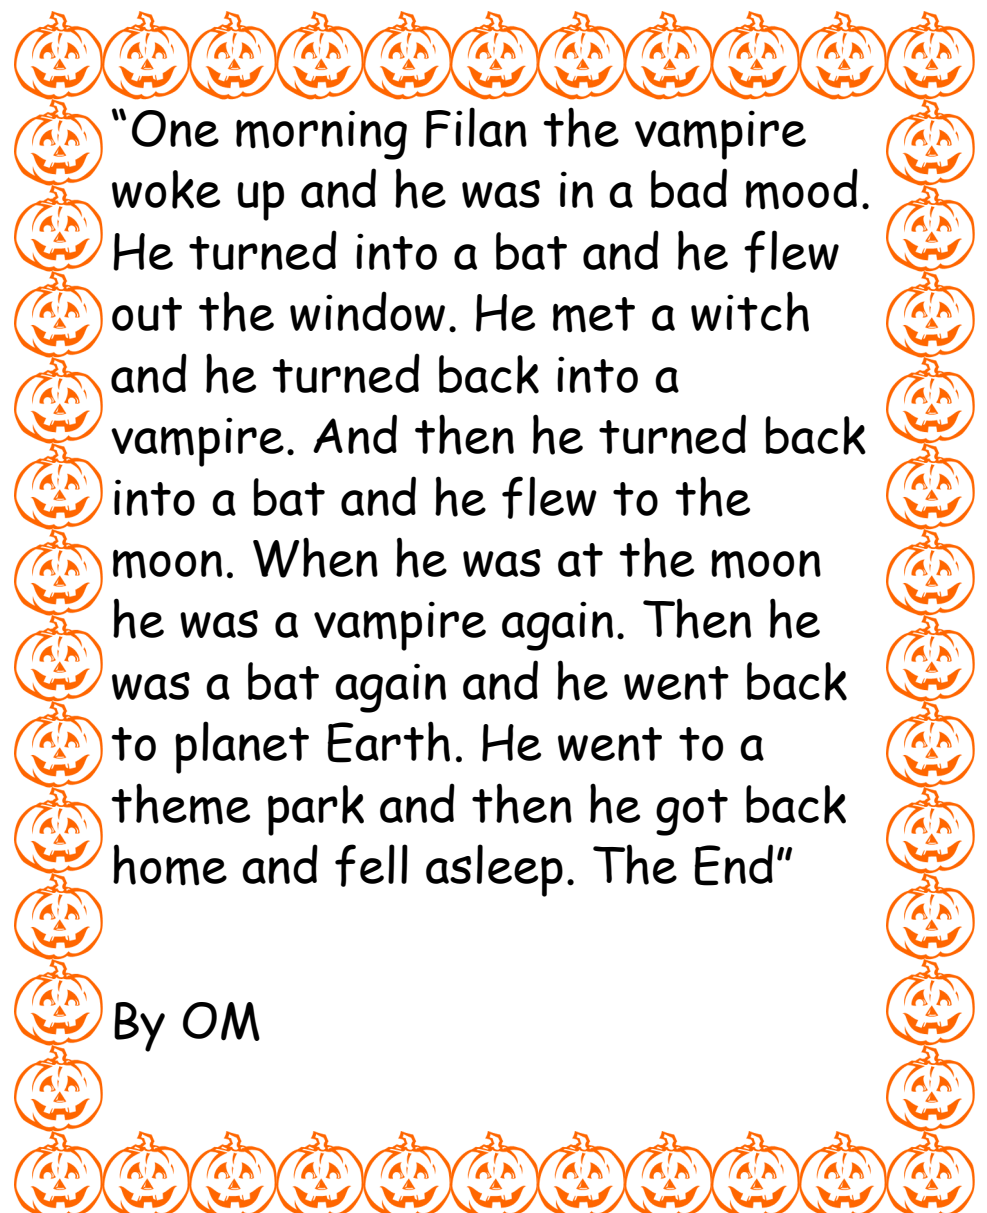 “One morning Filan the vampire
woke up and he was in a bad mood.
He turned into a bat and he flew
out the window. He met a witch
and he turned back into a
vampire. And then he turned back
into a bat and he flew to the
moon. When he was at the moon
he was a vampire again. Then he
was a bat again and he went back
to planet Earth. He went to a
theme park and then he got back
home and fell asleep. The End”
By OM